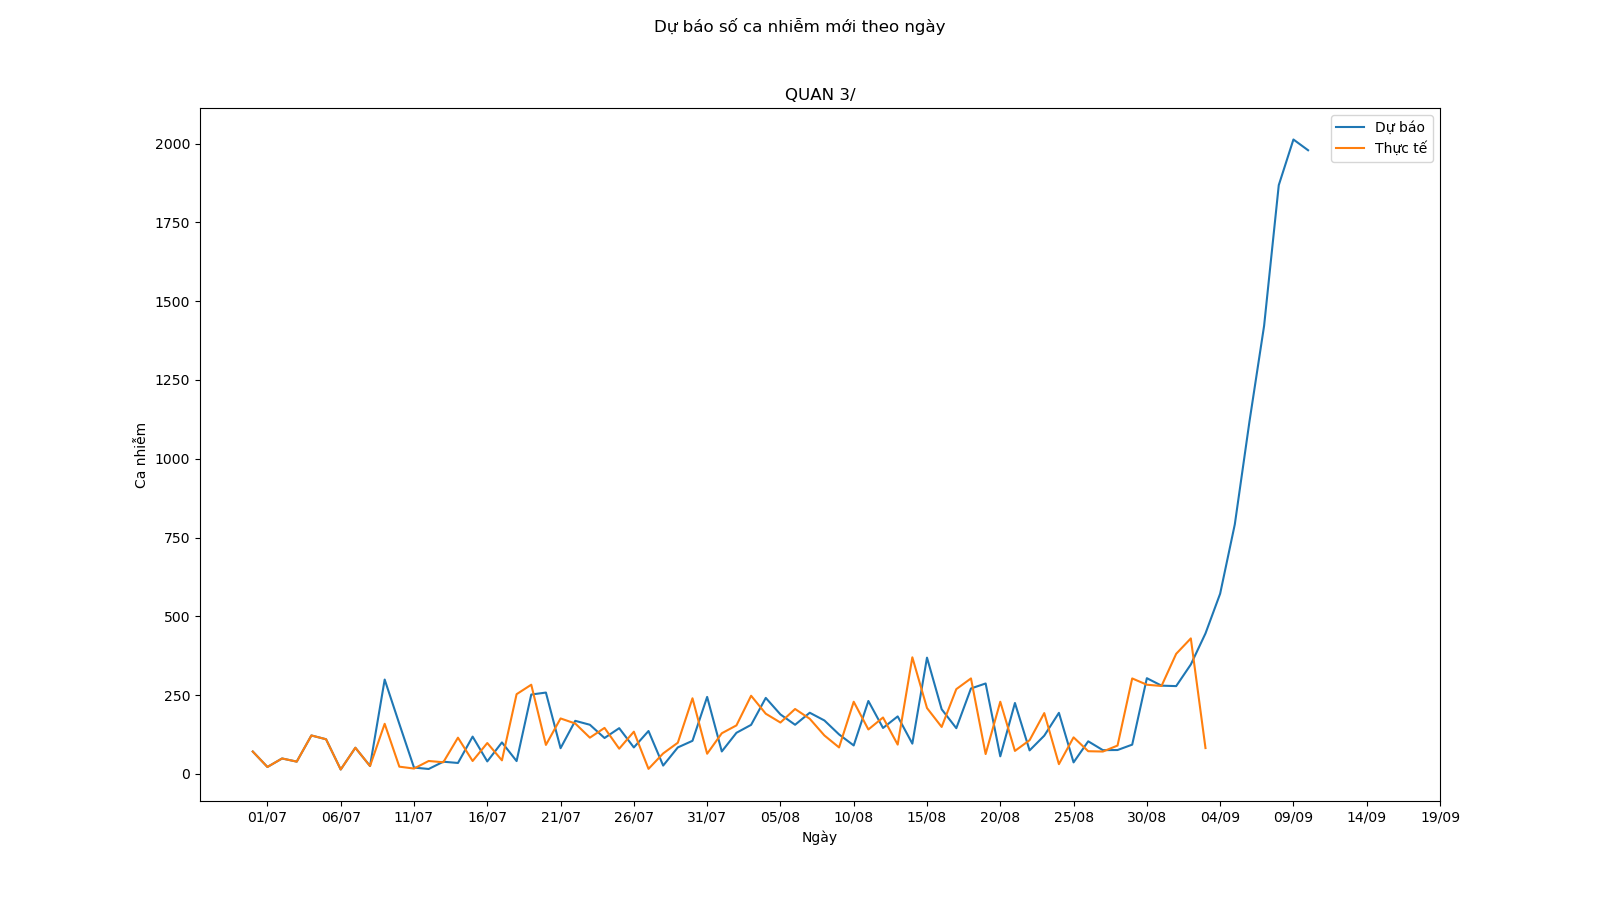 Dự báo số ca nhiễm mới theo ngày
QUAN 3/
Dự báo
Thực tế
2000
1750
1500
1250
1000
750
500
250
0
Ca nhiễm
01/07 06/07 11/07 16/07 21/07 26/07 31/07 05/08 10/08 15/08 20/08 25/08 30/08 04/09 09/09 14/09 19/09
Ngày